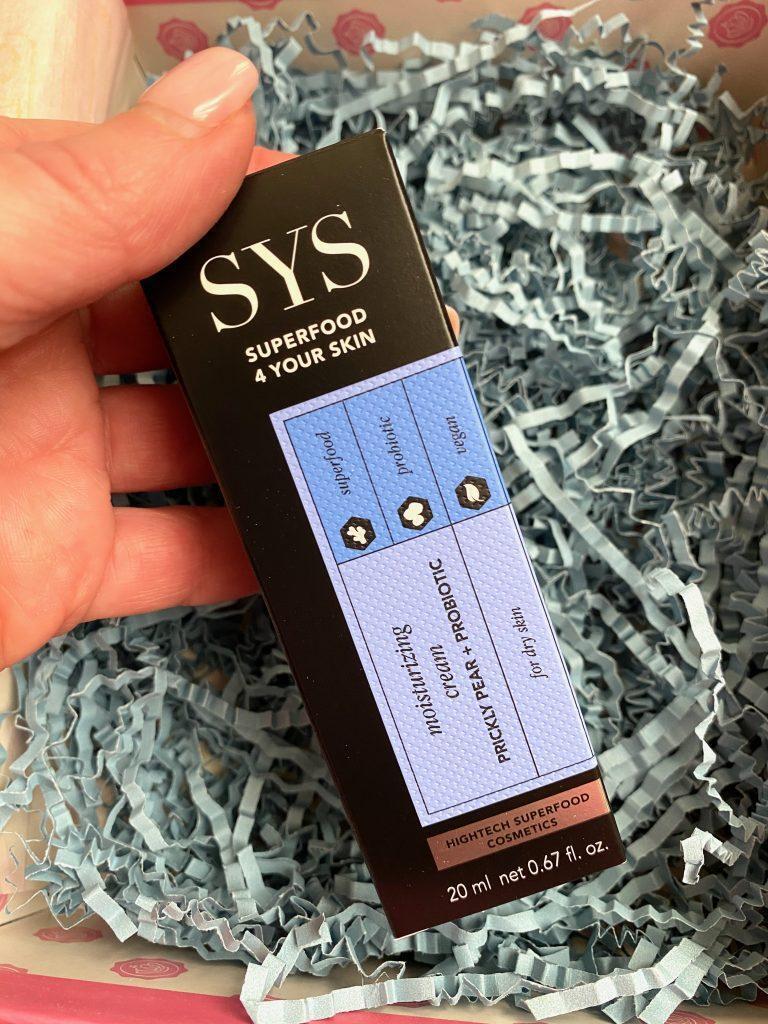 SYS
SUPERFOOD
4 YOUR SKIN
superfood
probiotic
vegan
moisturizing
cream
PRICKLY PEAR + PROBIOTIC
for dry skin
HIGHTECH SUPERFOOD
COSMETICS
20 ml net 0.67 fl. oz.